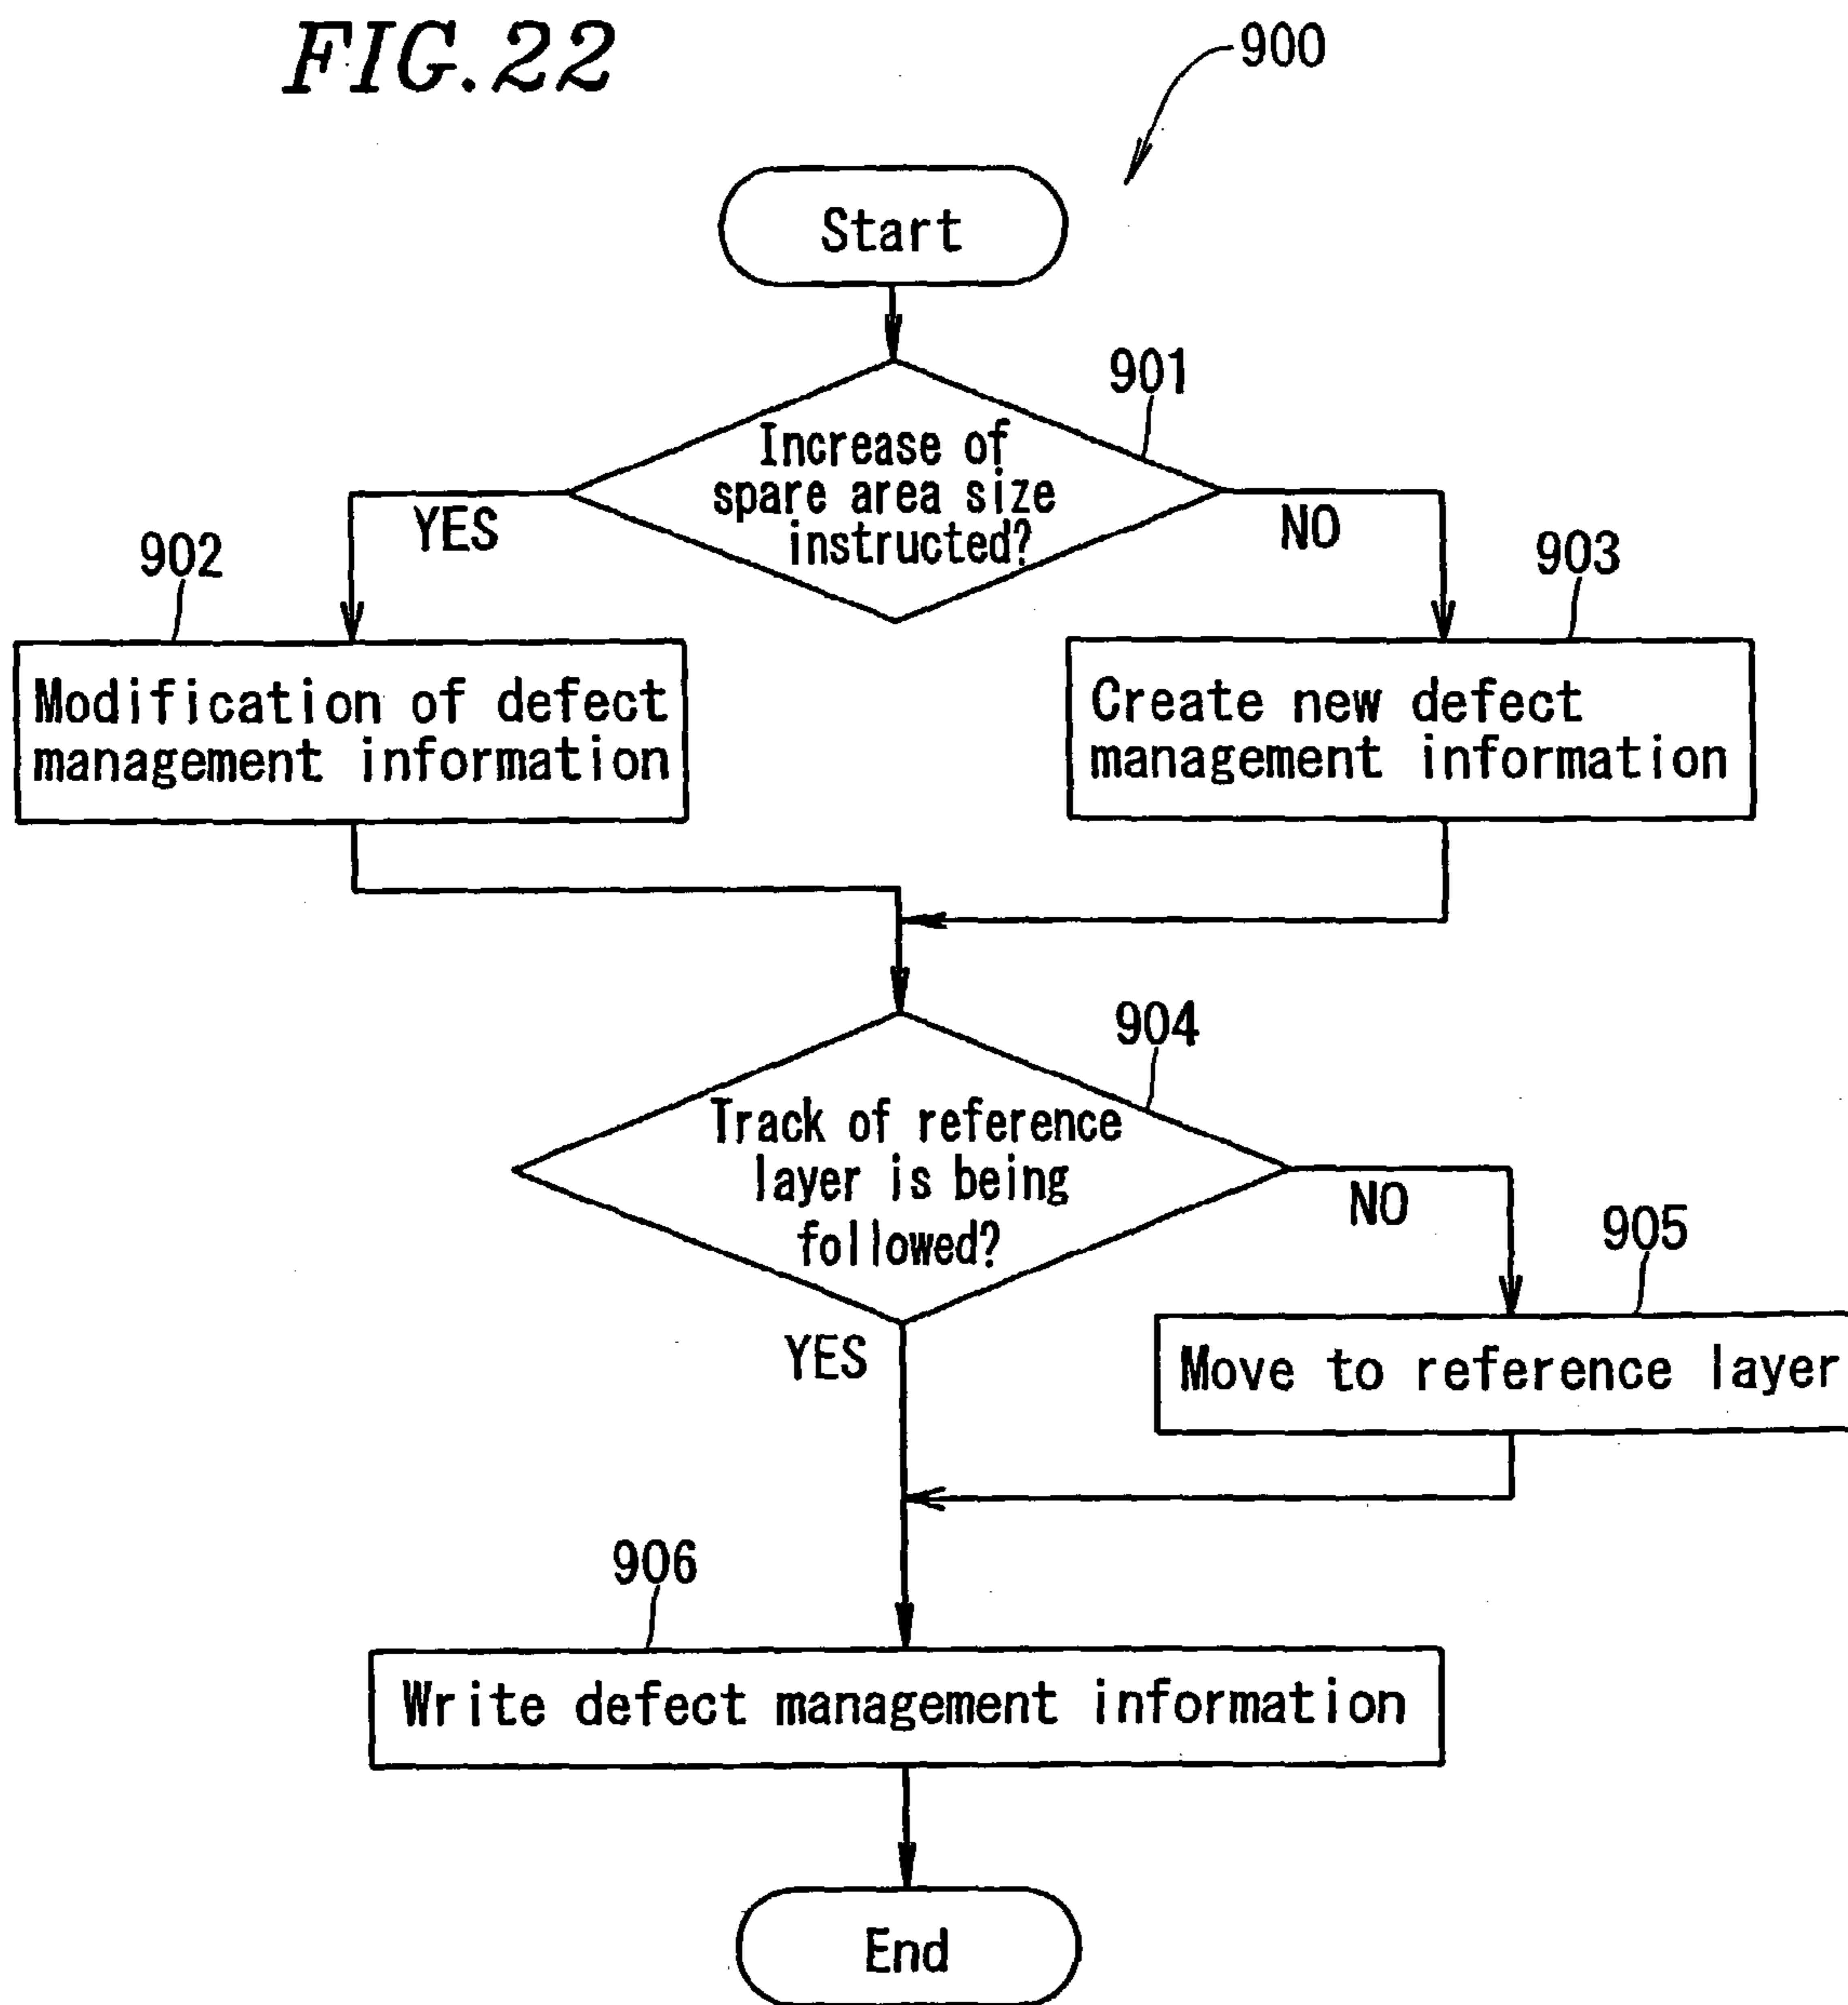 FIG.22
900
Start
901
Increase of
spare area size
instructed?
YES
NO
902
903
Modification of defect
management information
Create new defect
management information
904
Track of reference
layer is being
followed?
NO
YES
905
Move to reference layer
906
Write defect management information
End